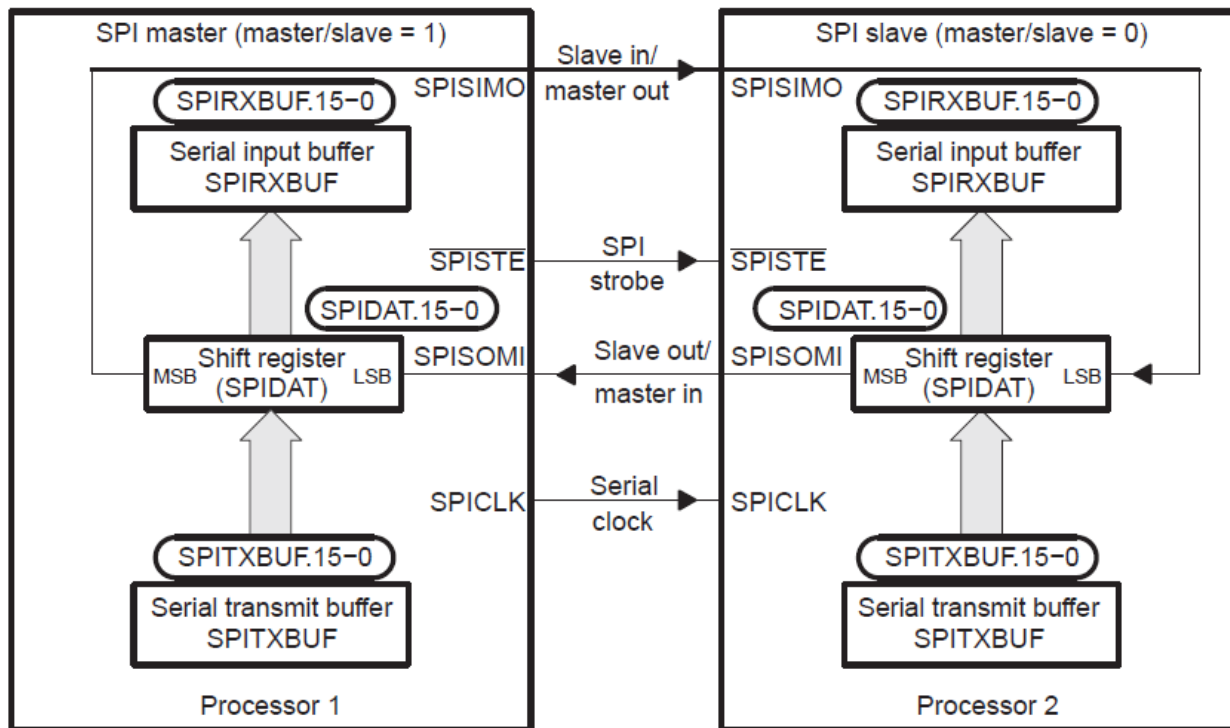 SPI master (master/slave = 1)
SPIRXBUF.15−0
Serial input buffer
SPIRXBUF
SPISIMO
SPISTE
SPIDAT.15−0
SPISOMI
MSB
Shift register
(SPIDAT)
LSB
SPICLK
SPITXBUF.15−0
Serial transmit buffer
SPITXBUF
Processor 1
Slave in/
master out
SPI
strobe
Slave out/
master in
Serial
clock
SPI slave (master/slave = 0)
SPISIMO
SPIRXBUF.15−0
Serial input buffer
SPIRXBUF
SPISTE
SPIDAT.15−0
SPISOMI
MSB
Shift register
(SPIDAT)
LSB
SPICLK
SPITXBUF.15−0
Serial transmit buffer
SPITXBUF
Processor 2